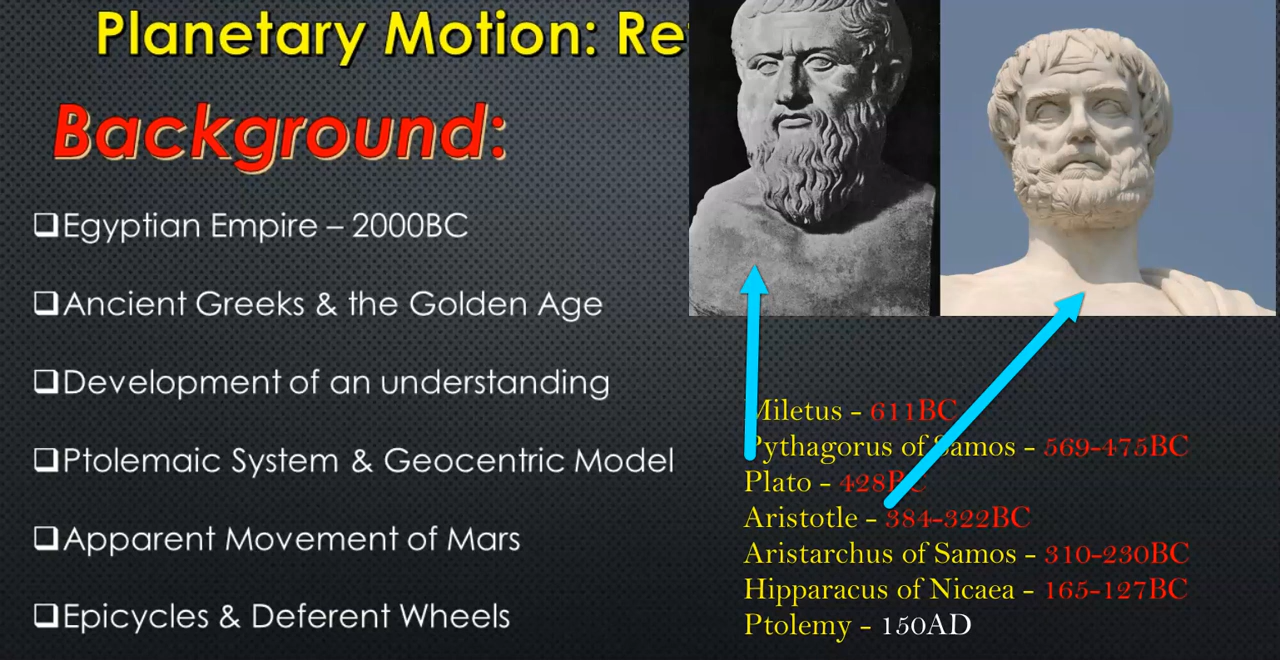 Planetary Motion: Re
Background:
❑Egyptian Empire – 2000BC
❑Ancient Greeks & the Golden Age
❑Development of an understanding
❑Ptolemaic System & Geocentric Model
❑Apparent Movement of Mars
❑Epicycles & Deferent Wheels
Miletus - 611BC
Pythagorus of Samos - 569-475BC
Plato - 428BC
Aristotle - 384-322BC
Aristarchus of Samos - 310-230BC
Hipparacus of Nicaea - 165-127BC
Ptolemy - 150AD